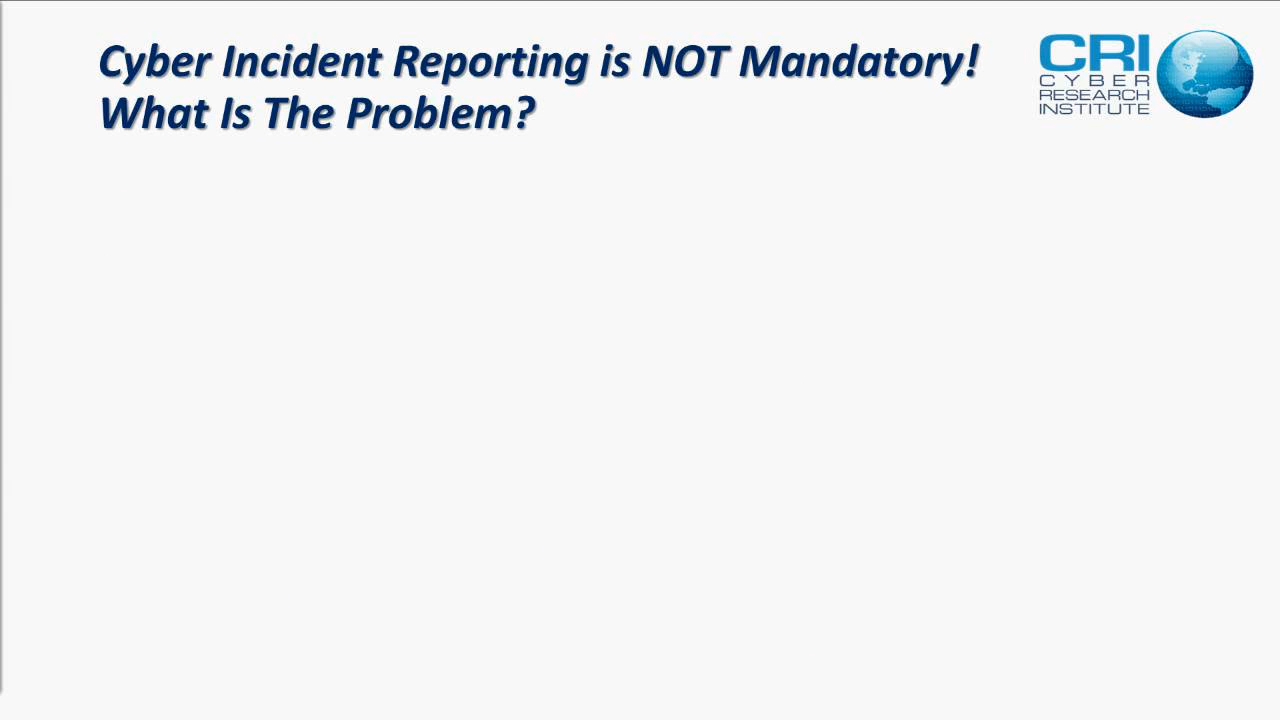 Cyber Incident Reporting is NOT Mandatory!
What Is The Problem?
CRI
CYBER
RESEARCH
INSTITUTE